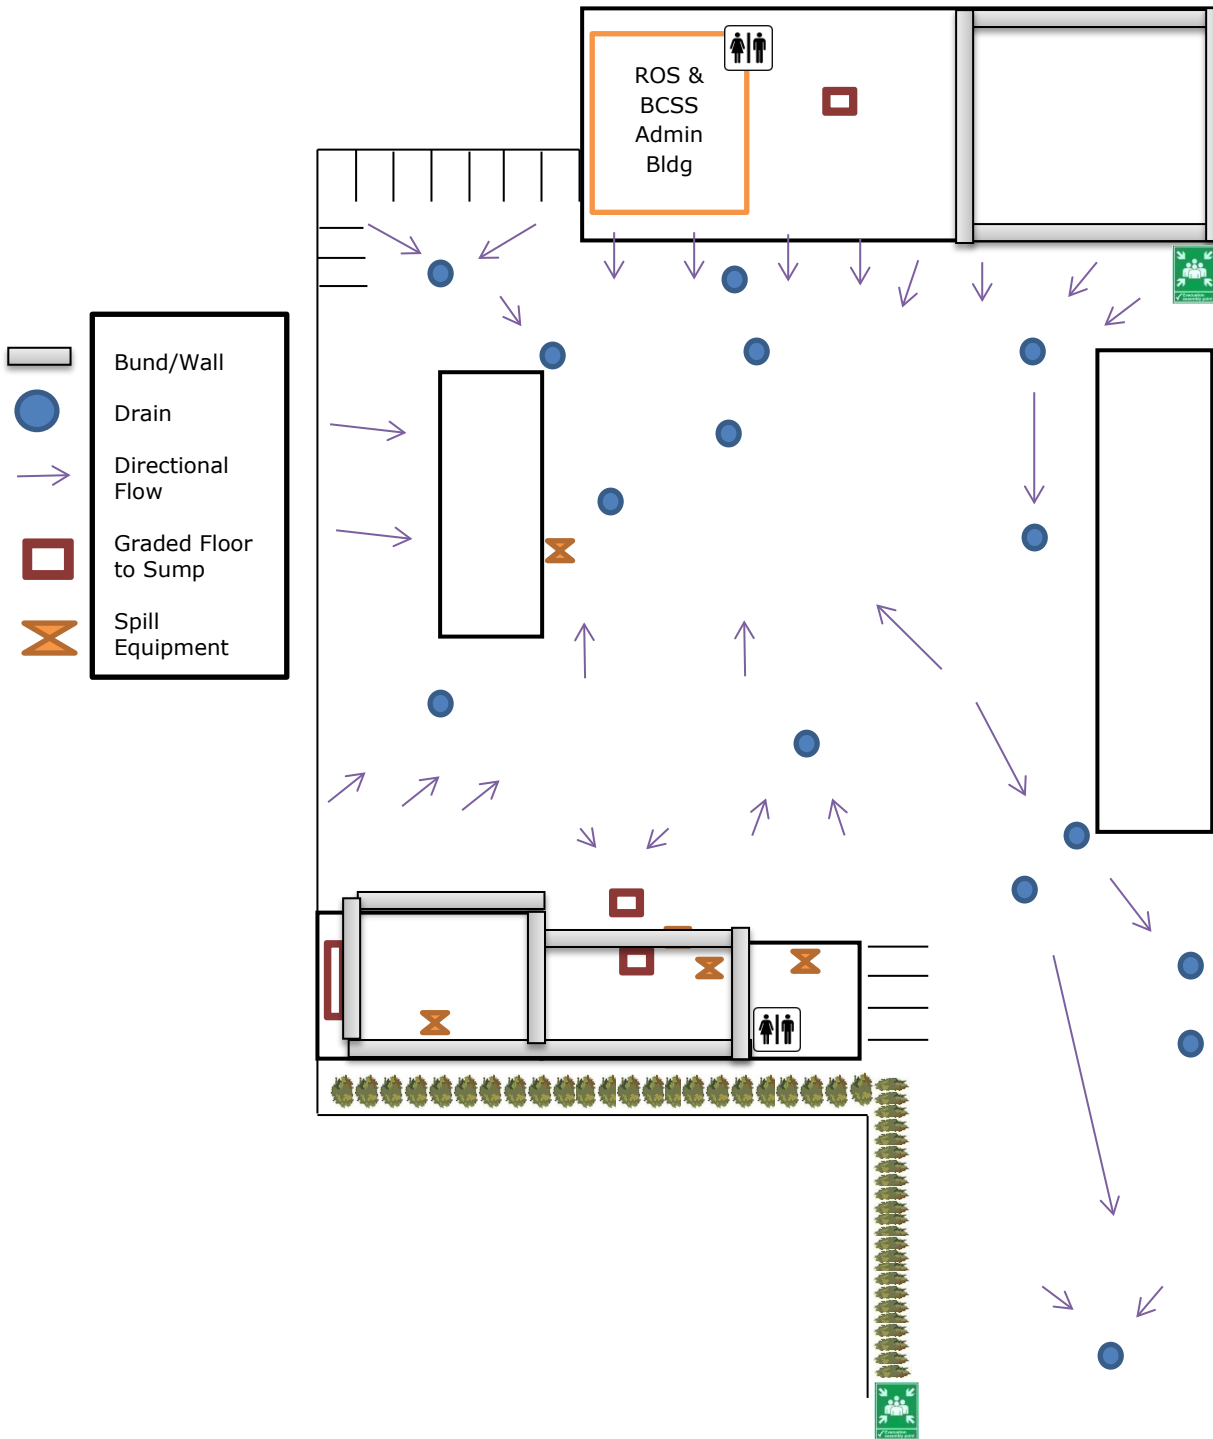 ROS &
BCSS
Admin
Bldg
Bund/Wall
Drain
Directional
Flow
Graded Floor
to Sump
Spill
Equipment